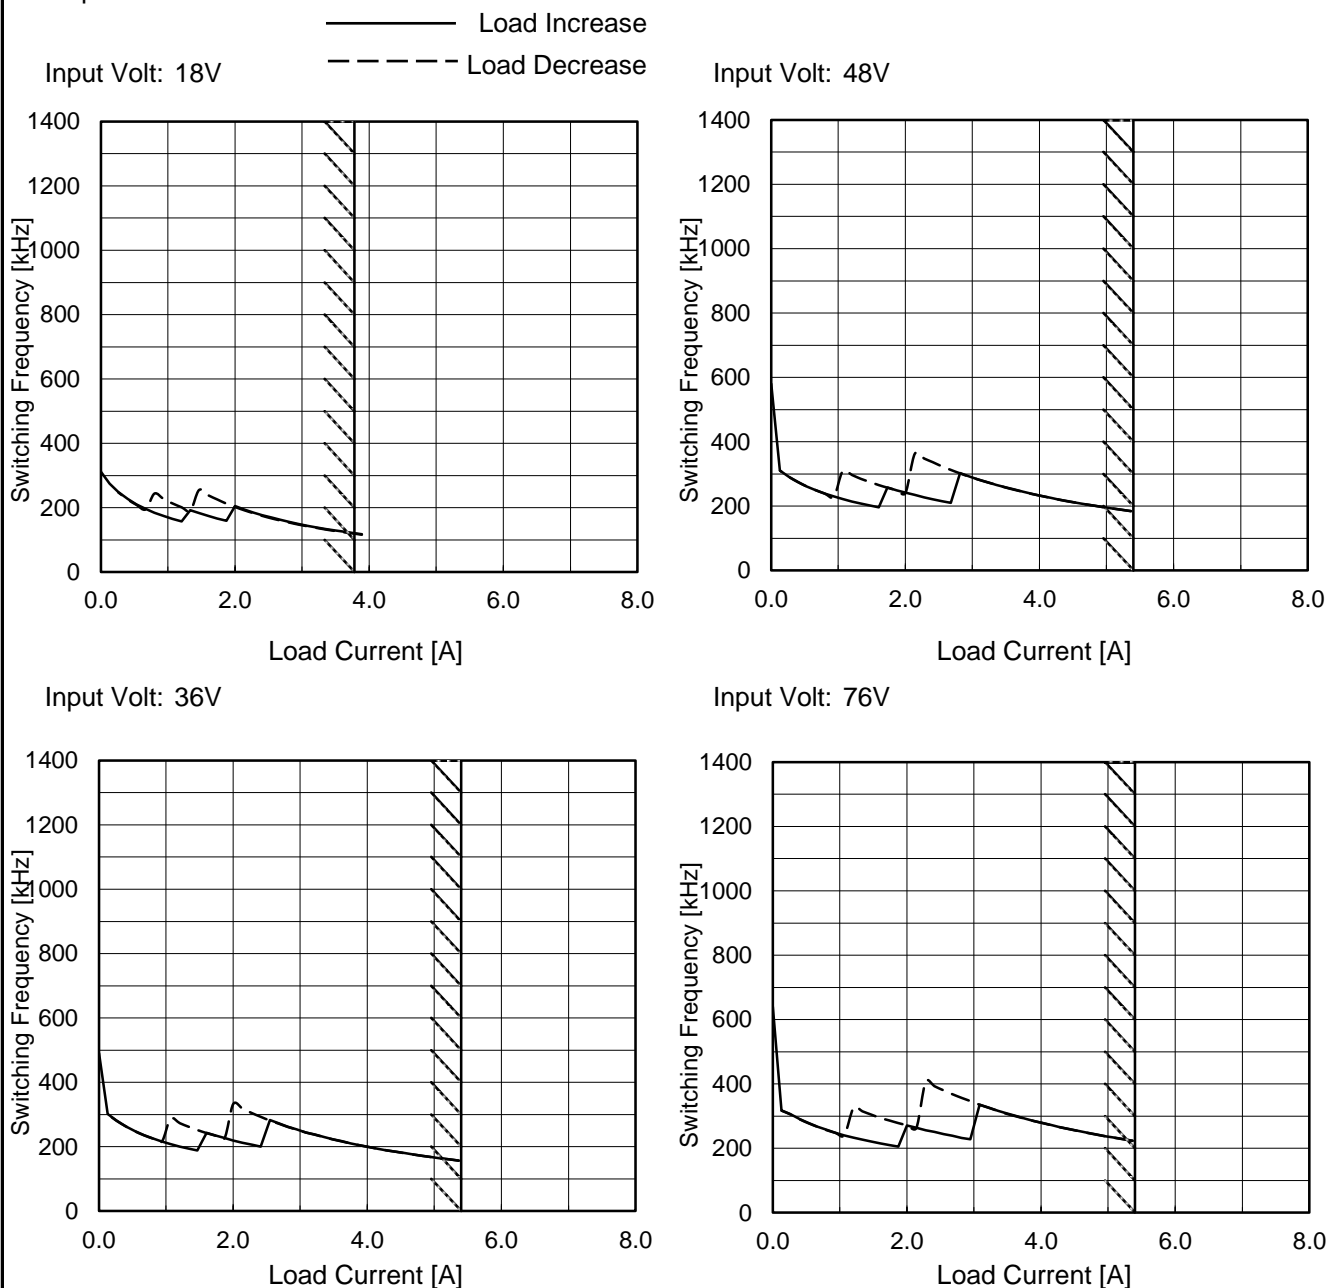 Load Increase
Load Decrease
Input Volt: 18V
1400
1200
1000
800
600
400
200
0
Switching Frequency [kHz]
0.0 2.0 4.0 6.0 8.0
Load Current [A]
Input Volt: 48V
1400
1200
1000
800
600
400
200
0
Switching Frequency [kHz]
0.0 2.0 4.0 6.0 8.0
Load Current [A]
Input Volt: 36V
1400
1200
1000
800
600
400
200
0
Switching Frequency [kHz]
0.0 2.0 4.0 6.0 8.0
Load Current [A]
Input Volt: 76V
1400
1200
1000
800
600
400
200
0
Switching Frequency [kHz]
0.0 2.0 4.0 6.0 8.0
Load Current [A]